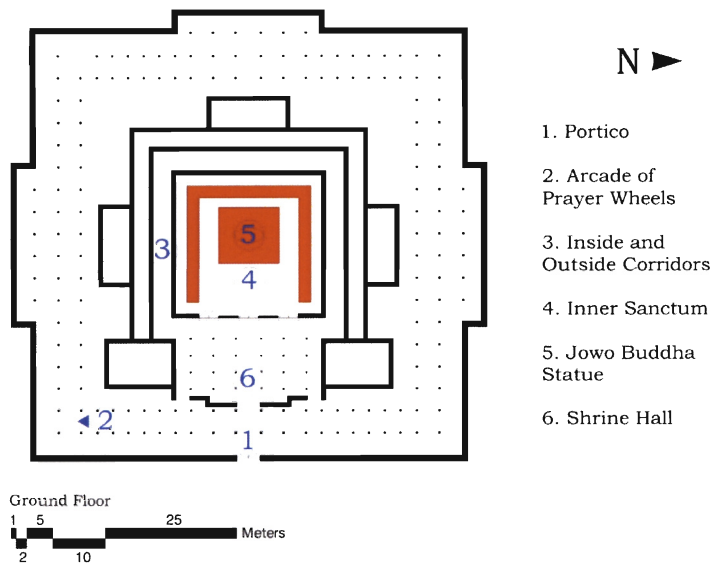 N
1. Portico
2. Arcade of
Prayer Wheels
3. Inside and
Outside Corridors
4. Inner Sanctum
5. Jowo Buddha
Statue
6. Shrine Hall
5
3
4
6
2
1
Ground Floor
1 5 25
Meters
2 10